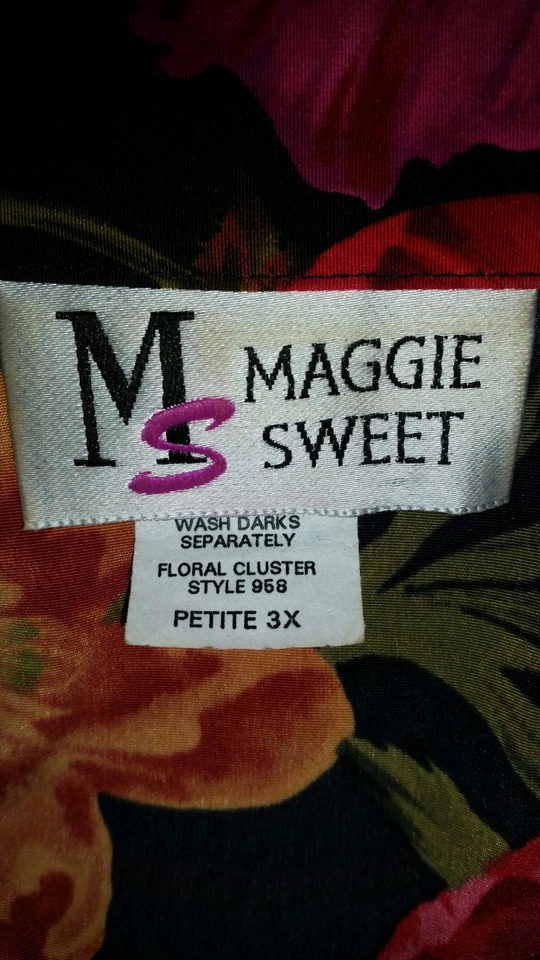 MS
MAGGIE
SWEET
WASH DARKS
SEPARATELY
FLORAL CLUSTER
STYLE 958
PETITE 3X